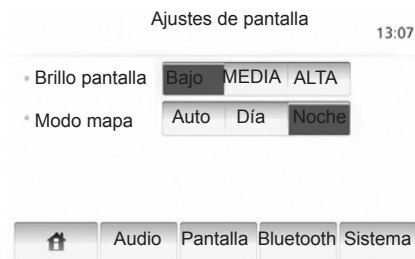 Ajustes de pantalla
13:07
Brillo pantalla Bajo MEDIA ALTA
Modo mapa Auto Día Noche
Audio Pantalla Bluetooth Sistema